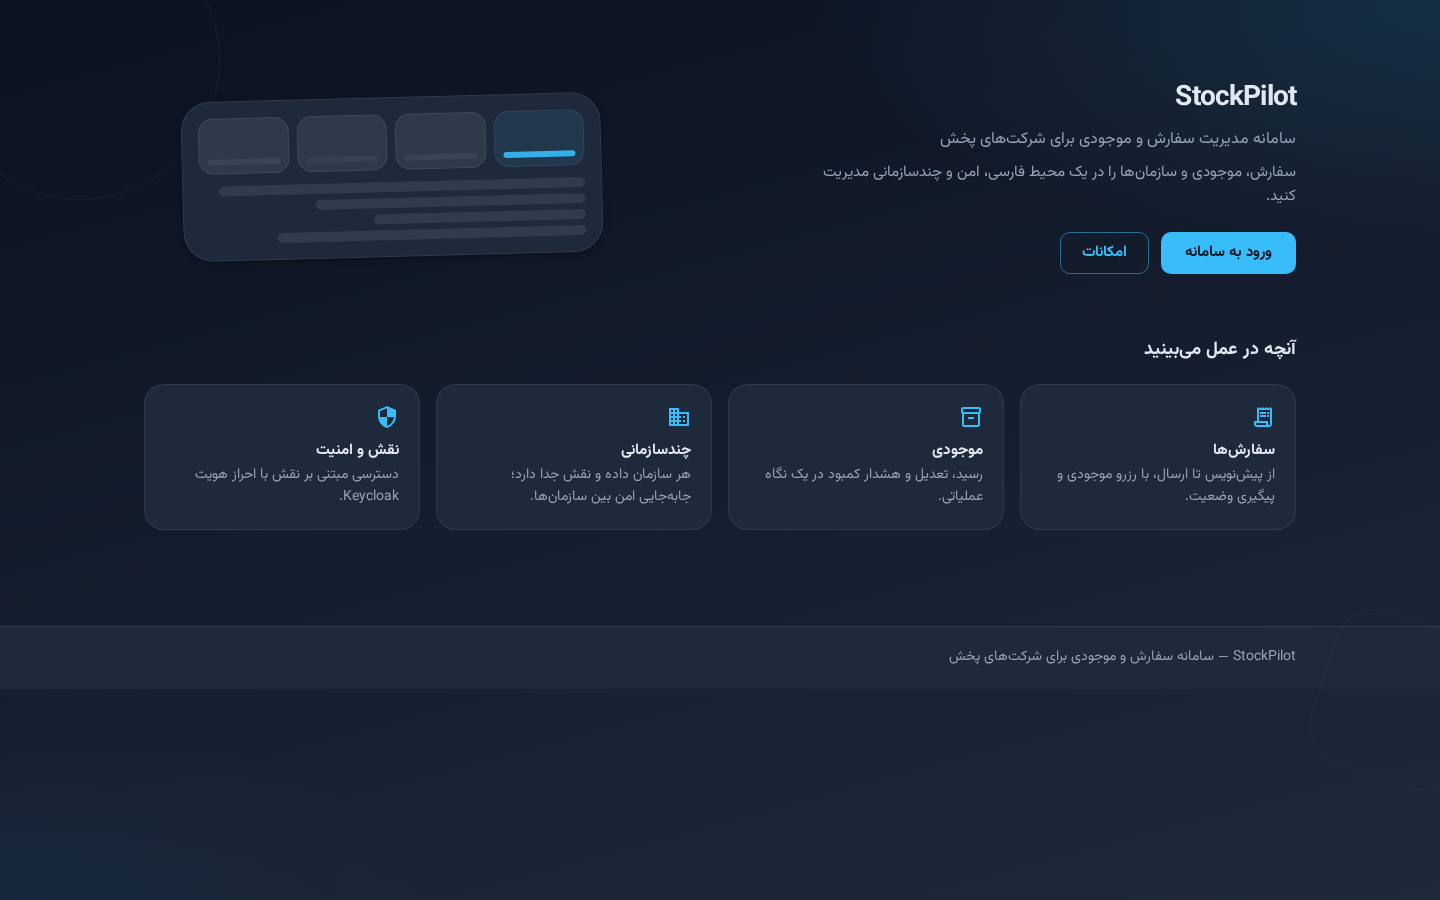 StockPilot
سامانه مدیریت سفارش و موجودی برای شرکت‌های پخش
سفارش، موجودی و سازمان‌ها را در یک محیط فارسی، امن و چندسازمانی مدیریت
کنید.
ورود به سامانه
امکانات
آنچه در عمل می‌بینید
سفارش‌ها
از پیش‌نویس تا ارسال، با رزرو موجودی و
پیگیری وضعیت.
موجودی
رسید، تعدیل و هشدار کمبود در یک نگاه
عملیاتی.
چندسازمانی
هر سازمان داده و نقش جدا دارد؛
جابه‌جایی امن بین سازمان‌ها.
نقش و امنیت
دسترسی مبتنی بر نقش با احراز هویت
Keycloak.
StockPilot — سامانه سفارش و موجودی برای شرکت‌های پخش